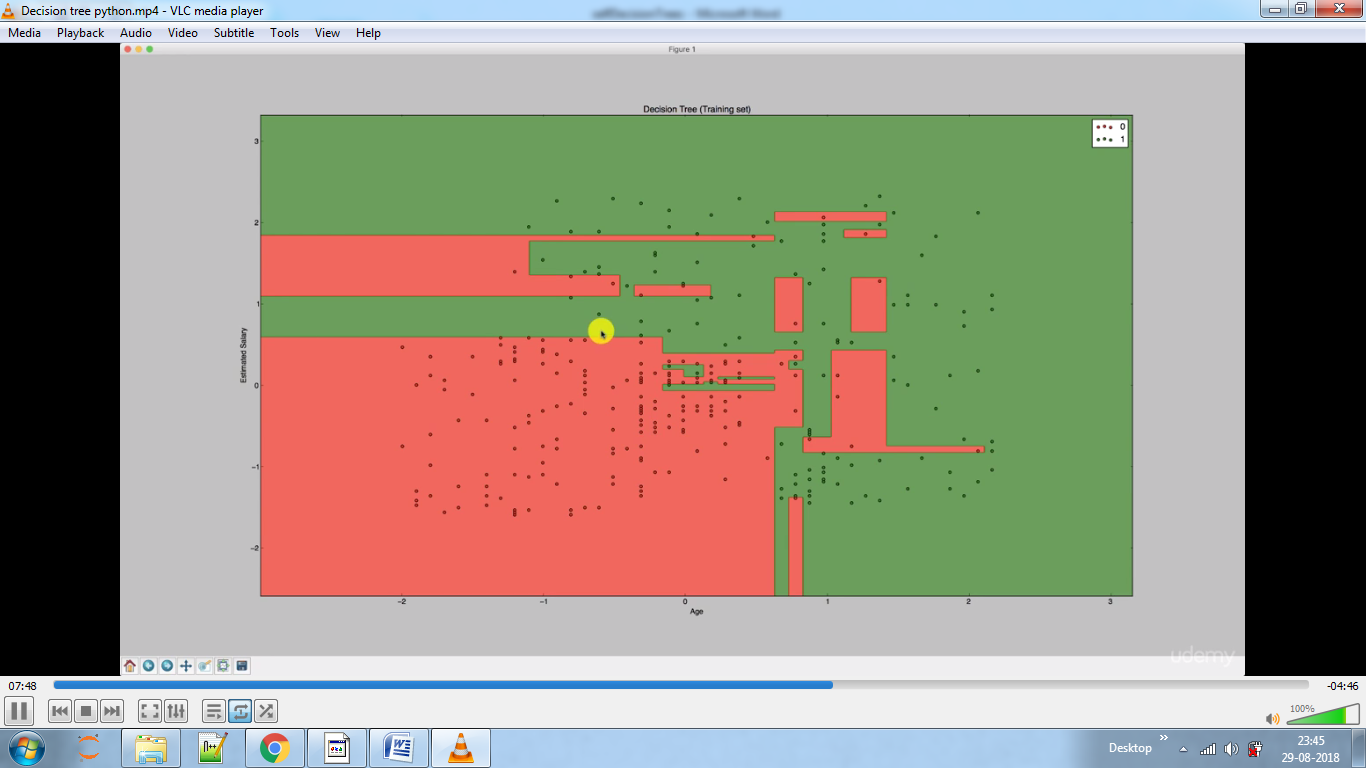 Decision tree python.mp4 - VLC media player
Media Playback Audio Video Subtitle Tools View Help
Figure 1
Decision Tree (Training set)
0
1
3
2
1
0
−1
−2
Estimated Salary
−2 −1 0 1 2 3
Age
udemy
07:48 -04:46
100%
N++
W
Desktop »
23:45
29-08-2018